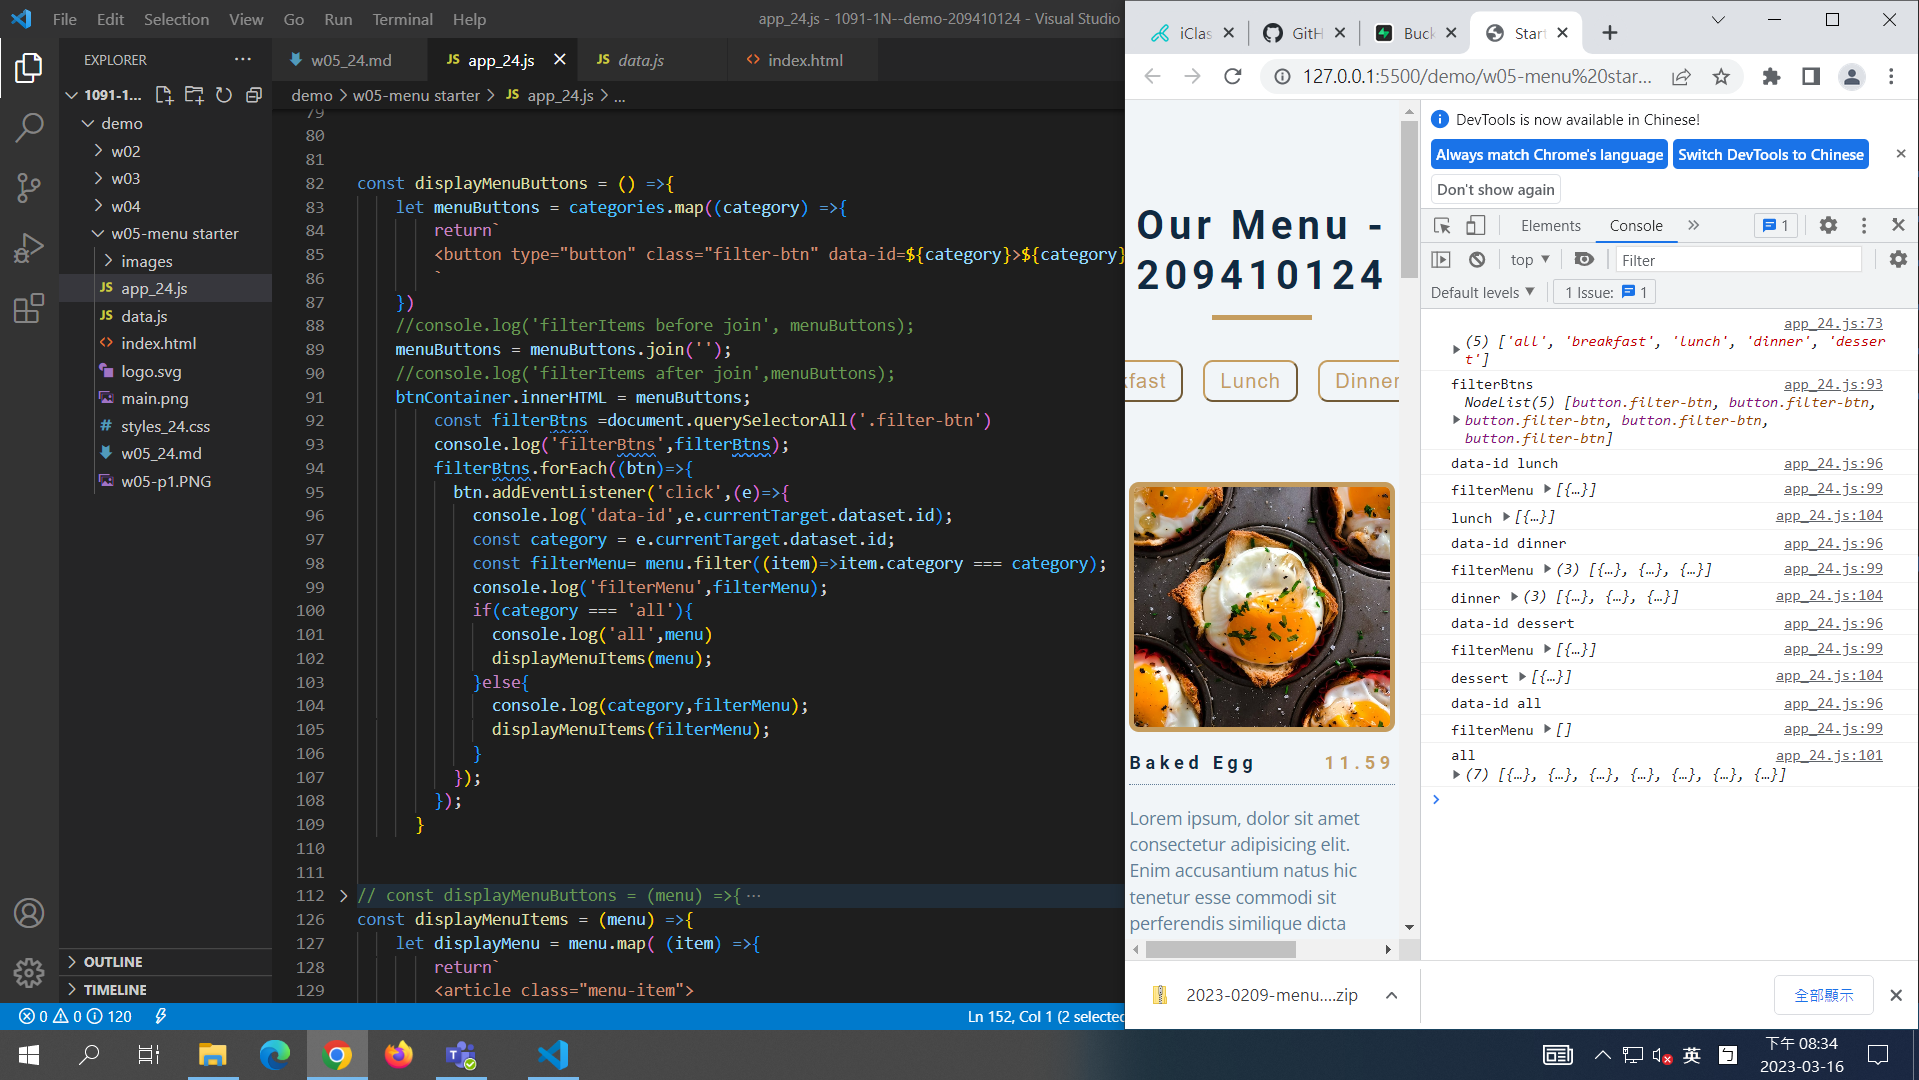 File Edit Selection View Go Run Terminal Help
app_24.js - 1091-1N--demo-209410124 - Visual Studio
EXPLORER
w05_24.md
app_24.js
data.js
index.html
demo > w05-menu starter > JS app_24.js > ...
1091-1...
demo
w02
w03
w04
w05-menu starter
images
JS app_24.js
JS data.js
index.html
logo.svg
main.png
# styles_24.css
w05_24.md
w05-p1.PNG
OUTLINE
TIMELINE
79
80
81
82 const displayMenuButtons = () =>{
83 let menuButtons = categories.map((category) =>{
84 return`
85 <button type="button" class="filter-btn" data-id=${category}>${category}
86 `
87 })
88 //console.log('filterItems before join', menuButtons);
89 menuButtons = menuButtons.join('');
90 //console.log('filterItems after join',menuButtons);
91 btnContainer.innerHTML = menuButtons;
92 const filterBtns =document.querySelectorAll('.filter-btn')
93 console.log('filterBtns',filterBtns);
94 filterBtns.forEach((btn)=>{
95 btn.addEventListener('click',(e)=>{
96 console.log('data-id',e.currentTarget.dataset.id);
97 const category = e.currentTarget.dataset.id;
98 const filterMenu= menu.filter((item)=>item.category === category);
99 console.log('filterMenu',filterMenu);
100 if(category === 'all'){
101 console.log('all',menu)
102 displayMenuItems(menu);
103 }else{
104 console.log(category,filterMenu);
105 displayMenuItems(filterMenu);
106 }
107 });
108 });
109 }
110
111
112 // const displayMenuButtons = (menu) =>{ ...
126 const displayMenuItems = (menu) =>{
127 let displayMenu = menu.map( (item) =>{
128 return`
129 <article class="menu-item">
0 0 120
Ln 152, Col 1 (2 selected
iClas
GitH
Buck
Start
127.0.0.1:5500/demo/w05-menu%20star...
Our Menu -
209410124
kfast
Lunch
Dinner
Baked Egg 11.59
Lorem ipsum, dolor sit amet
consectetur adipisicing elit.
Enim accusantium natus hic
tenetur esse commodi sit
perferendis similique dicta
DevTools is now available in Chinese!
Always match Chrome's language
Switch DevTools to Chinese
Don't show again
Elements Console » 1
top Filter
Default levels 1 Issue: 1
app_24.js:73
(5) ['all', 'breakfast', 'lunch', 'dinner', 'desser
t']
filterBtns app_24.js:93
NodeList(5) [button.filter-btn, button.filter-btn,
button.filter-btn, button.filter-btn,
button.filter-btn]
data-id lunch app_24.js:96
filterMenu [{…}] app_24.js:99
lunch [{…}] app_24.js:104
data-id dinner app_24.js:96
filterMenu (3) [{…}, {…}, {…}] app_24.js:99
dinner (3) [{…}, {…}, {…}] app_24.js:104
data-id dessert app_24.js:96
filterMenu [{…}] app_24.js:99
dessert [{…}] app_24.js:104
data-id all app_24.js:96
filterMenu [] app_24.js:99
all app_24.js:101
(7) [{…}, {…}, {…}, {…}, {…}, {…}, {…}]
2023-0209-menu....zip
全部顯示
英
ㄅ
下午 08:34
2023-03-16